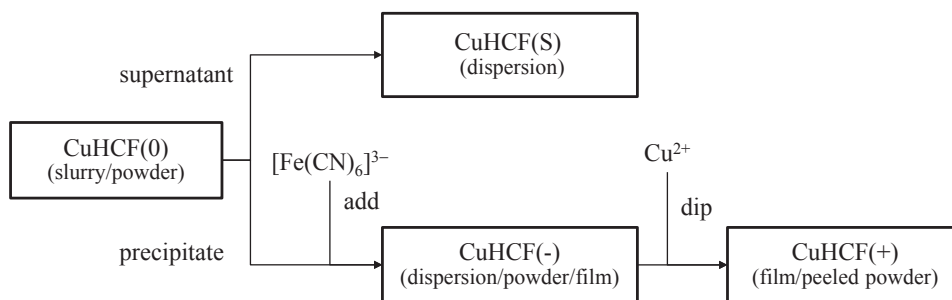 CuHCF(S)
(dispersion)
supernatant
CuHCF(0)
(slurry/powder)
[Fe(CN)₆]³⁻
add
Cu²⁺
dip
precipitate
CuHCF(-)
(dispersion/powder/film)
CuHCF(+)
(film/peeled powder)